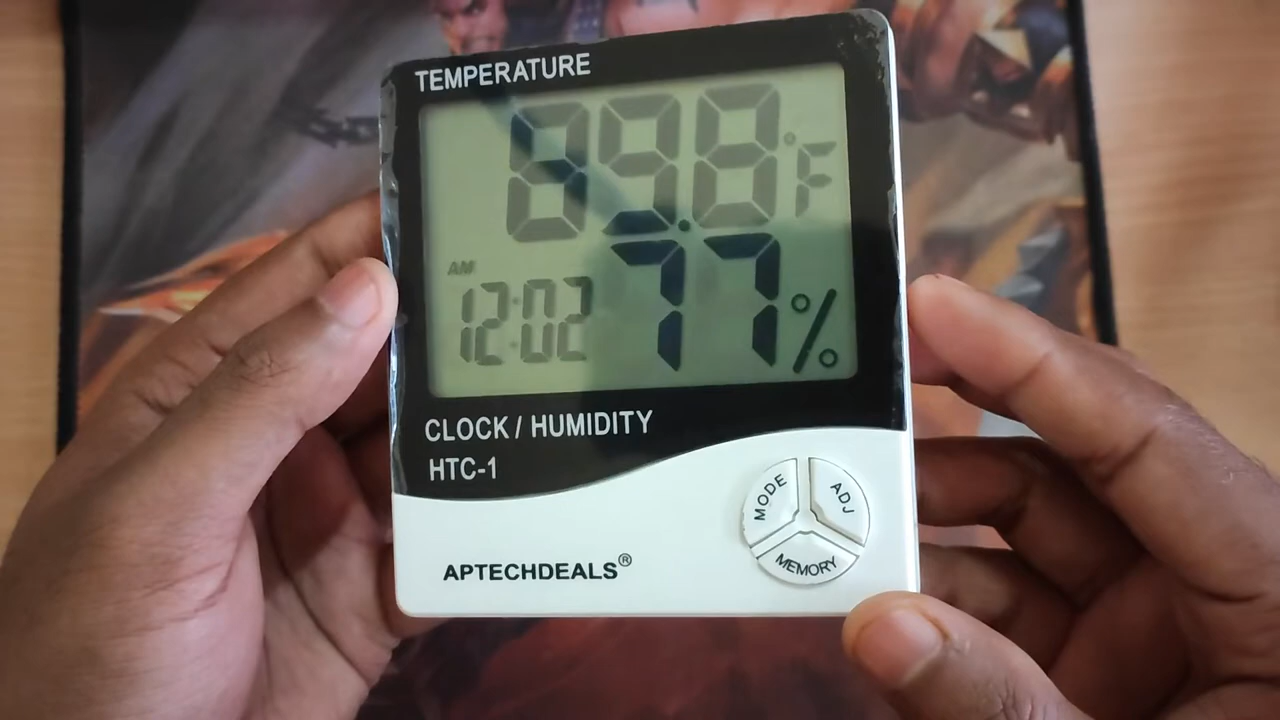 TEMPERATURE
89.8°F
AM
12:02 77%
CLOCK / HUMIDITY
HTC-1
MODE ADJ
MEMORY
APTECHDEALS®